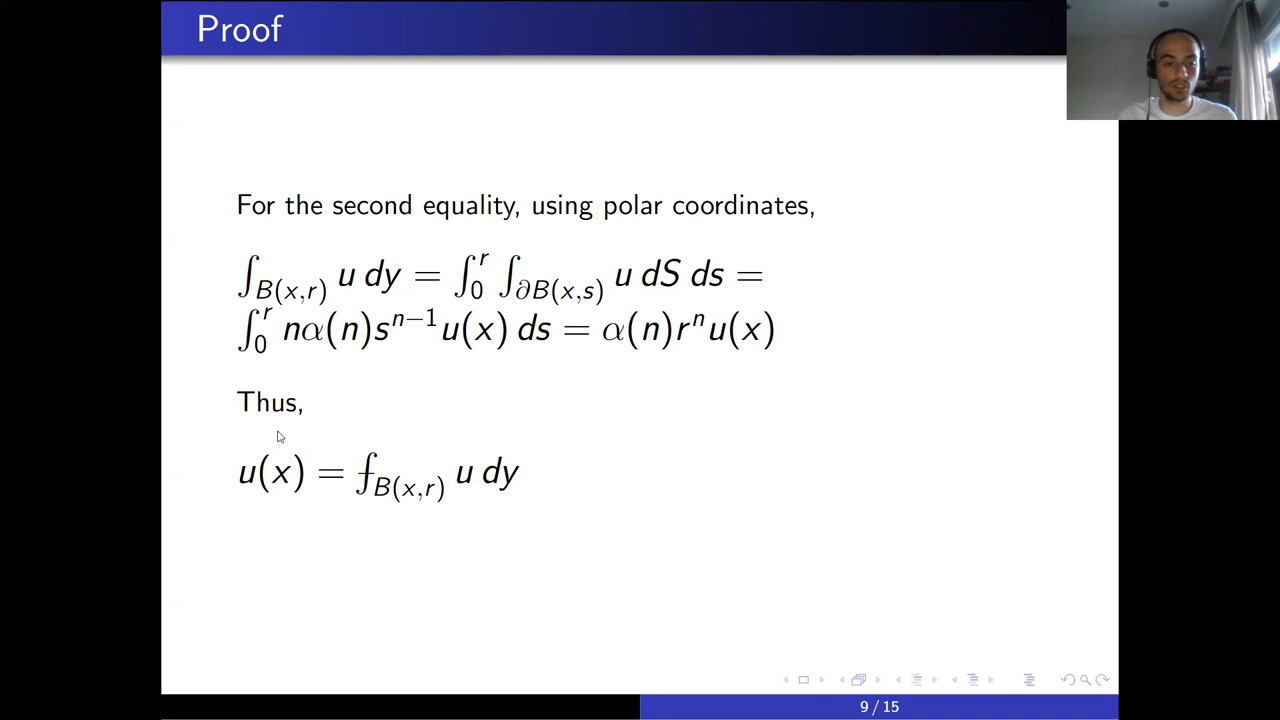 Proof
For the second equality, using polar coordinates,
∫_{B(x,r)} u dy = ∫_0^r ∫_{∂B(x,s)} u dS ds =
∫_0^r nα(n)s^{n−1}u(x) ds = α(n)r^n u(x)
Thus,
u(x) = ⨍_{B(x,r)} u dy
9 / 15